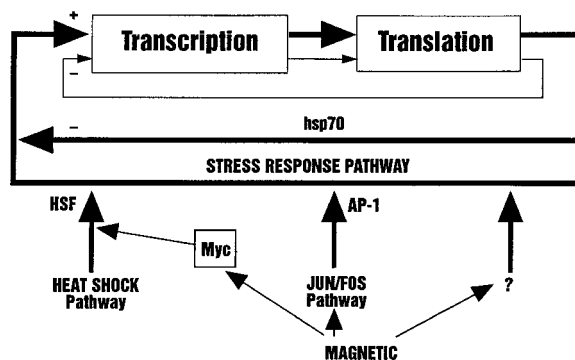 +
Transcription
Translation
−
− hsp70
STRESS RESPONSE PATHWAY
HSF
AP-1
Myc
HEAT SHOCK
Pathway
JUN/FOS
Pathway
?
MAGNETIC